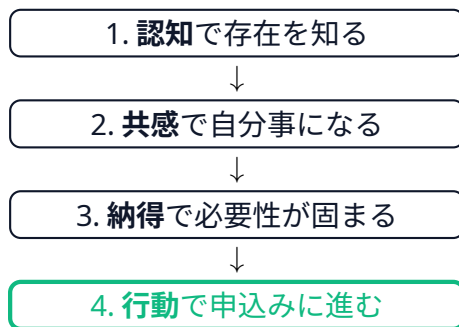 1. 認知で存在を知る
↓
2. 共感で自分事になる
↓
3. 納得で必要性が固まる
↓
4. 行動で申込みに進む